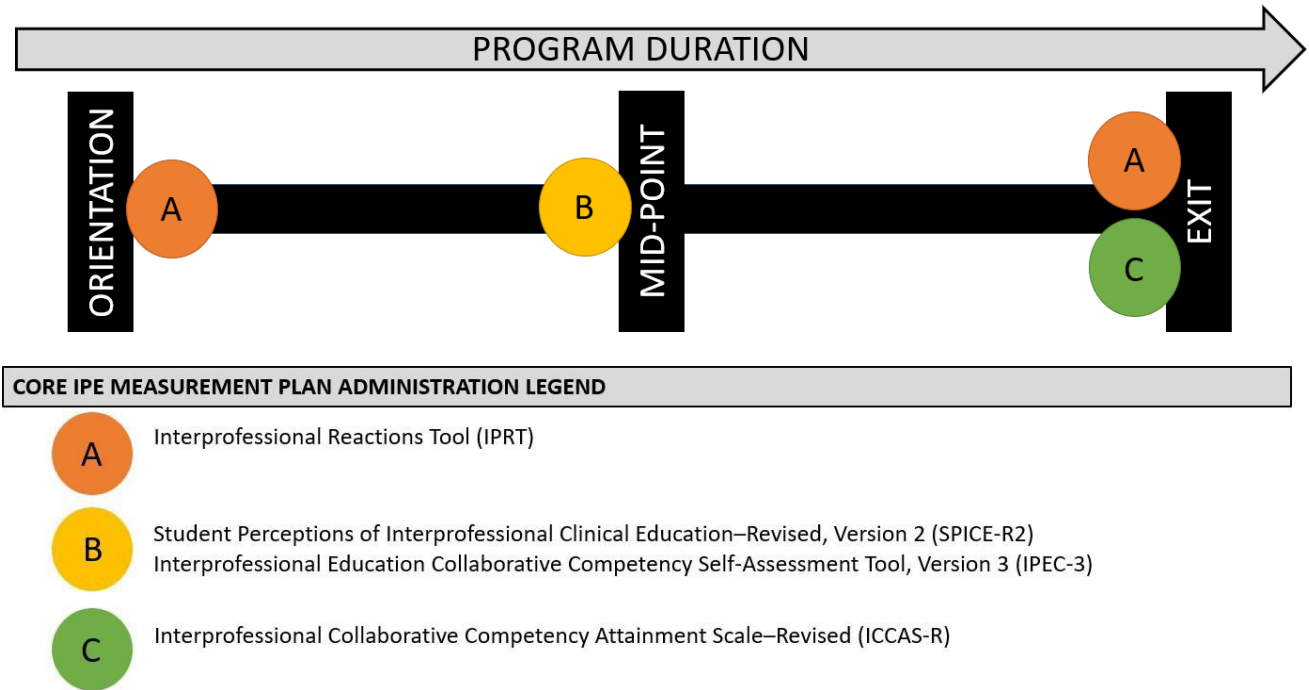 PROGRAM DURATION
ORIENTATION
A
B
MID-POINT
A
C
EXIT
CORE IPE MEASUREMENT PLAN ADMINISTRATION LEGEND
A
Interprofessional Reactions Tool (IPRT)
B
Student Perceptions of Interprofessional Clinical Education–Revised, Version 2 (SPICE-R2)
Interprofessional Education Collaborative Competency Self-Assessment Tool, Version 3 (IPEC-3)
C
Interprofessional Collaborative Competency Attainment Scale–Revised (ICCAS-R)